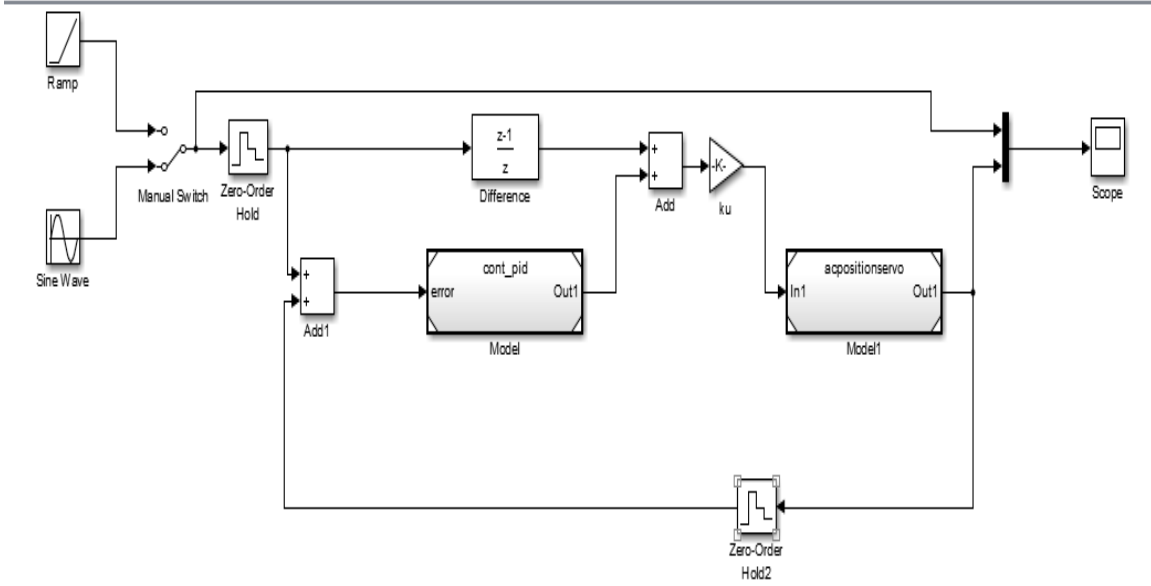 Ramp
Sine Wave
Manual Switch
Zero-Order
Hold
+
+
Add1
z-1
z
Difference
cont_pid
error
Out1
Model
+
+
Add
-K-
ku
acpositionservo
In1
Out1
Model1
Scope
Zero-Order
Hold2